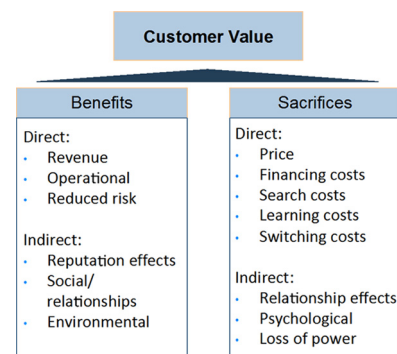 Customer Value
Benefits
Direct:
• Revenue
• Operational
• Reduced risk
Indirect:
• Reputation effects
• Social/
relationships
• Environmental
Sacrifices
Direct:
• Price
• Financing costs
• Search costs
• Learning costs
• Switching costs
Indirect:
• Relationship effects
• Psychological
• Loss of power